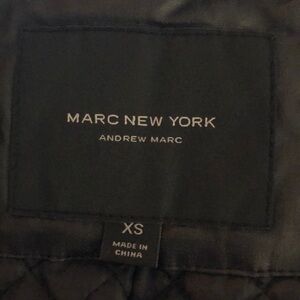 MARC NEW YORK
ANDREW MARC
XS
MADE IN
CHINA